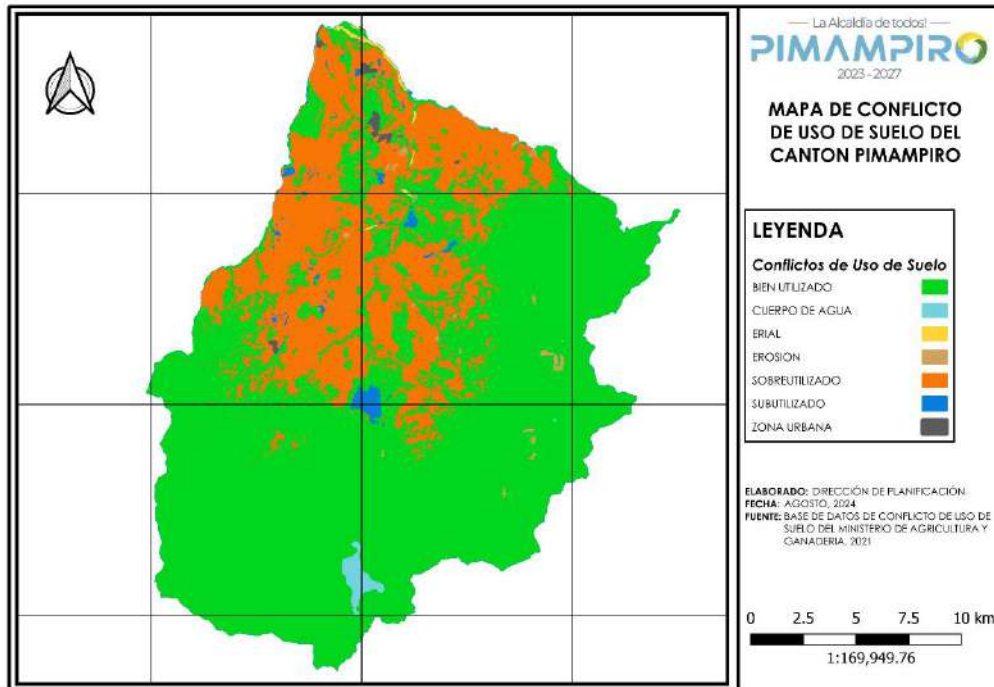 La Alcaldía de todos!
PIMAMPIRO
2023 - 2027
MAPA DE CONFLICTO
DE USO DE SUELO DEL
CANTON PIMAMPIRO
LEYENDA
Conflictos de Uso de Suelo
BIEN UTILIZADO
CUERPO DE AGUA
ERIAL
EROSION
SOBREUTILIZADO
SUBUTILIZADO
ZONA URBANA
ELABORADO: DIRECCIÓN DE PLANIFICACIÓN
FECHA: AGOSTO, 2024
FUENTE: BASE DE DATOS DE CONFLICTO DE USO DE
SUELO DEL MINISTERIO DE AGRICULTURA Y
GANADERIA, 2021
0 2.5 5 7.5 10 km
1:169,949.76